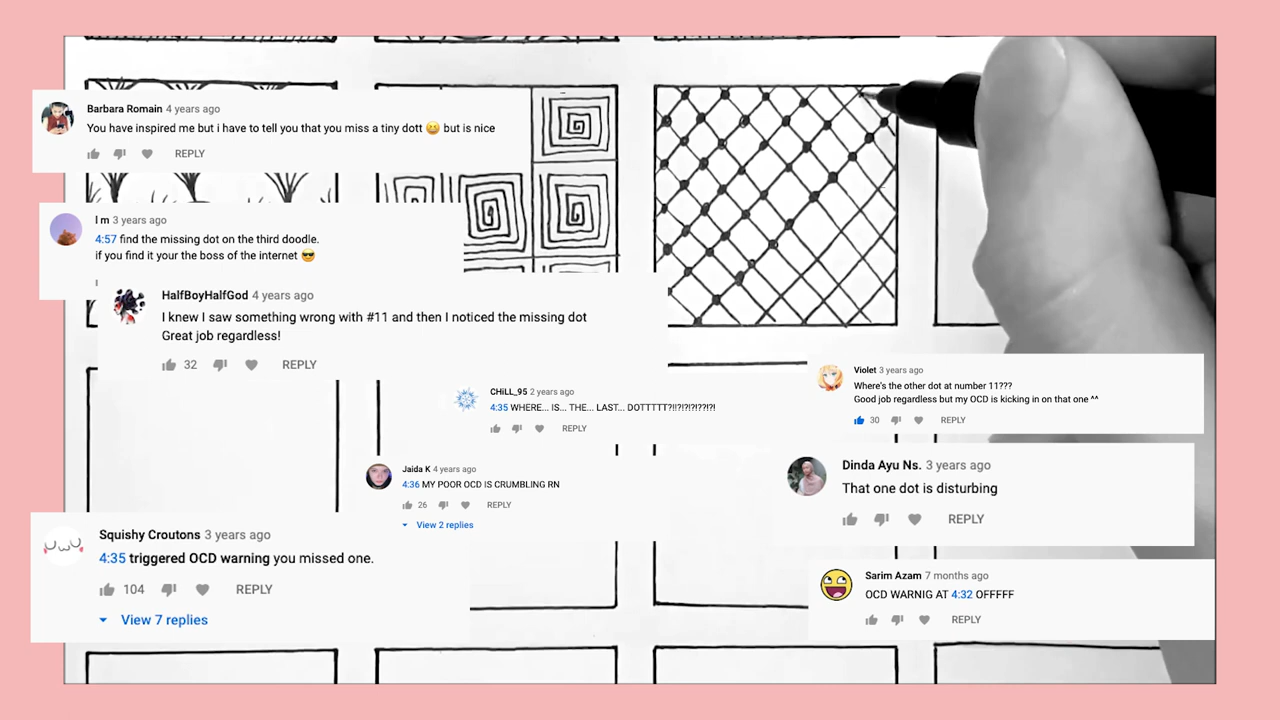 Barbara Romain 4 years ago
You have inspired me but i have to tell you that you miss a tiny dott 😀 but is nice
REPLY
I m 3 years ago
4:57 find the missing dot on the third doodle.
if you find it your the boss of the internet 😎
HalfBoyHalfGod 4 years ago
I knew I saw something wrong with #11 and then I noticed the missing dot
Great job regardless!
32 REPLY
CHiLL_95 2 years ago
4:35 WHERE... IS... THE... LAST... DOTTTTT?!!?!?!?!??!?!
REPLY
Jaida K 4 years ago
4:36 MY POOR OCD IS CRUMBLING RN
26 REPLY
View 2 replies
Squishy Croutons 3 years ago
4:35 triggered OCD warning you missed one.
104 REPLY
View 7 replies
Violet 3 years ago
Where's the other dot at number 11???
Good job regardless but my OCD is kicking in on that one ^^
30 REPLY
Dinda Ayu Ns. 3 years ago
That one dot is disturbing
REPLY
Sarim Azam 7 months ago
OCD WARNIG AT 4:32 OFFFFF
REPLY